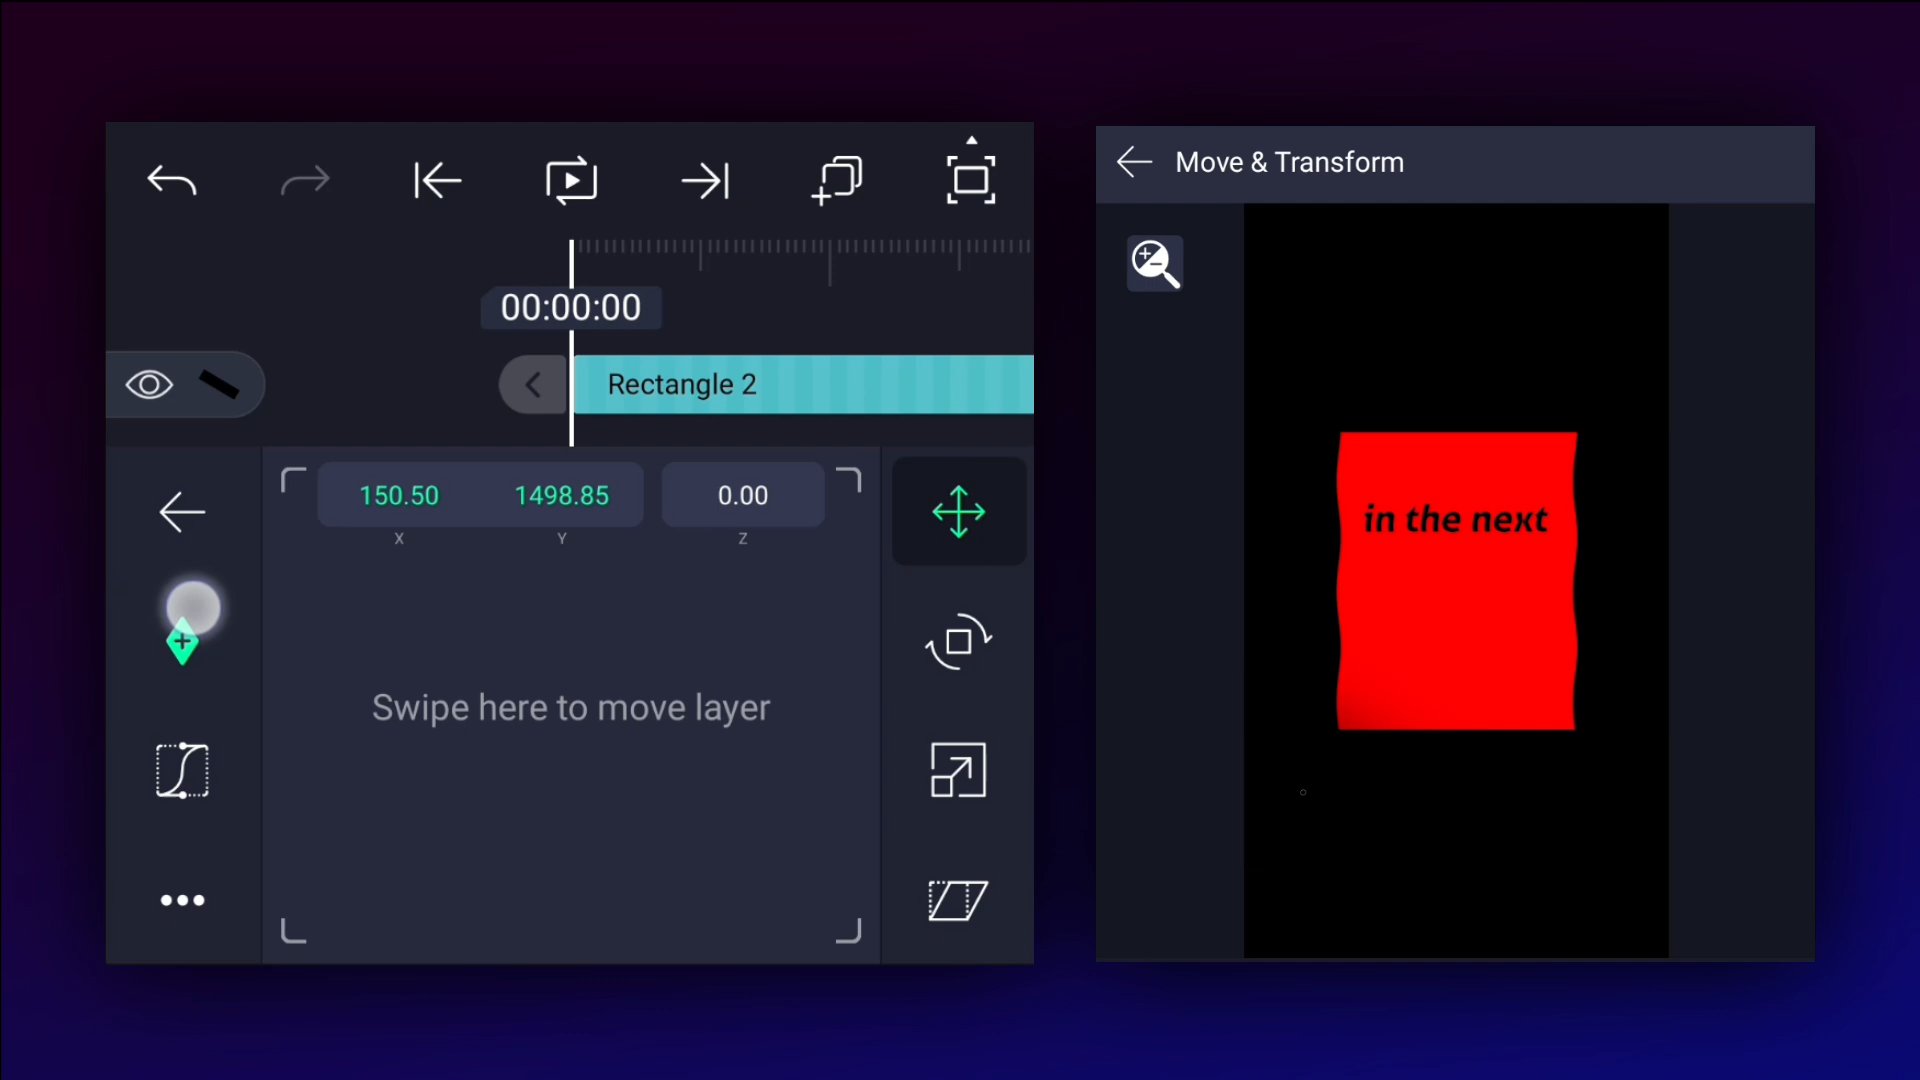 00:00:00
Rectangle 2
150.50 1498.85 0.00
X Y Z
Swipe here to move layer
Move & Transform
in the next